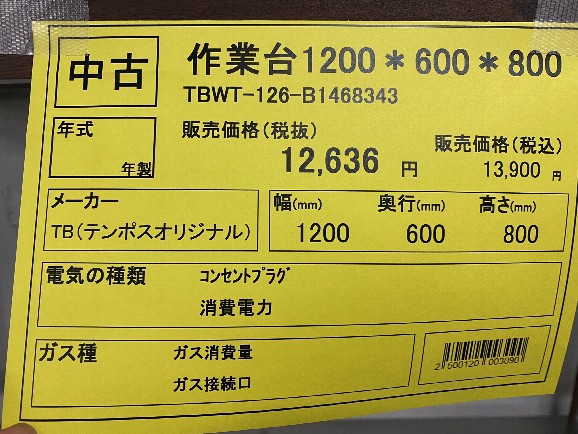 中古
作業台1200＊600＊800
TBWT-126-B1468343
年式
年製
販売価格(税抜)
12,636 円
販売価格(税込)
13,900 円
メーカー
TB(テンポスオリジナル)
幅(mm) 奥行(mm) 高さ(mm)
1200 600 800
電気の種類 コンセントプラグ
消費電力
ガス種 ガス消費量
ガス接続口
2 500120 003090